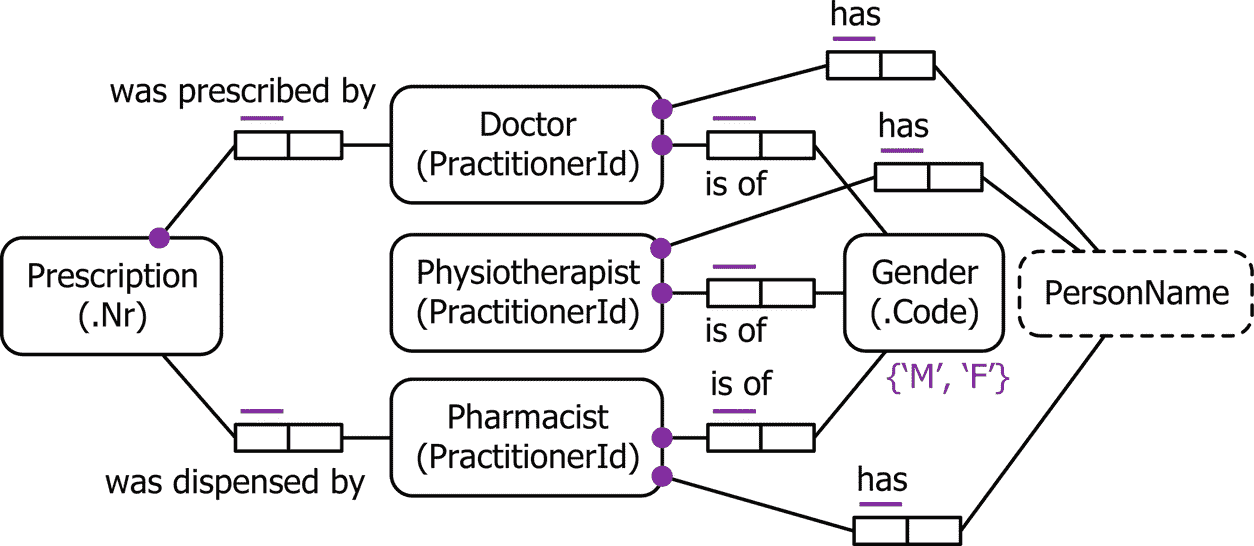 has
was prescribed by
Doctor
(PractitionerId)
has
is of
Prescription
(.Nr)
Physiotherapist
(PractitionerId)
is of
Gender
(.Code)
PersonName
{‘M’, ‘F’}
is of
Pharmacist
(PractitionerId)
was dispensed by
has